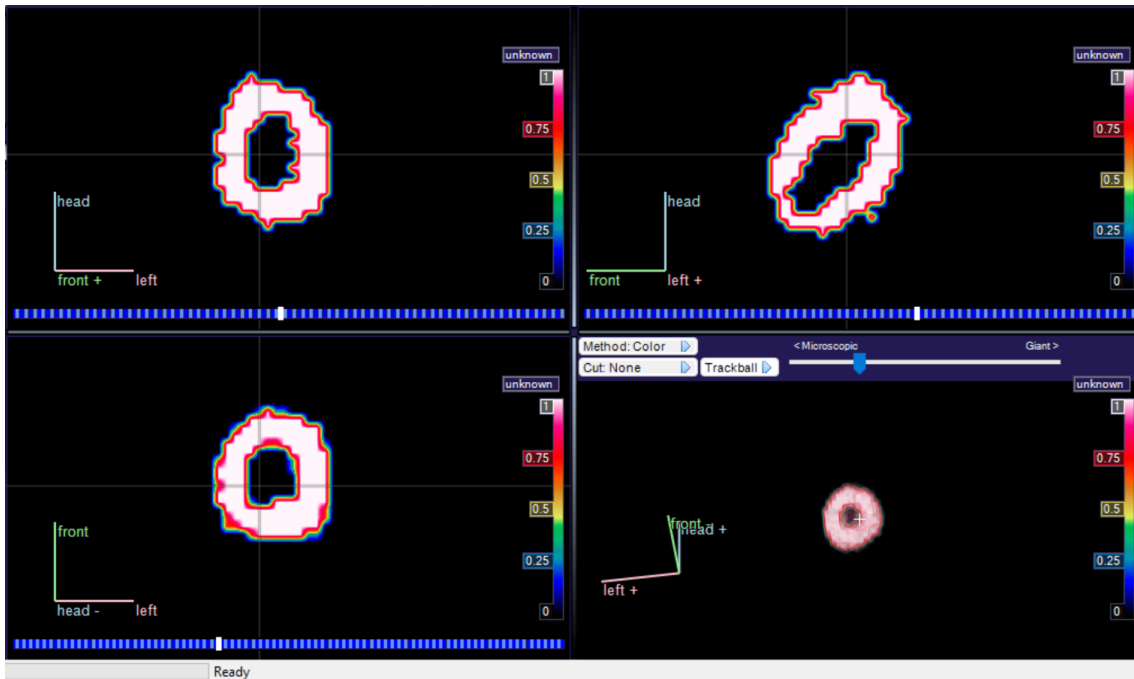 unknown
1
0.75
0.5
0.25
0
head
front + left
unknown
1
0.75
0.5
0.25
0
head
front left +
Method: Color
Cut: None Trackball
< Microscopic Giant >
unknown
1
0.75
0.5
0.25
0
front
head - left
unknown
1
0.75
0.5
0.25
0
front -
head +
left +
Ready